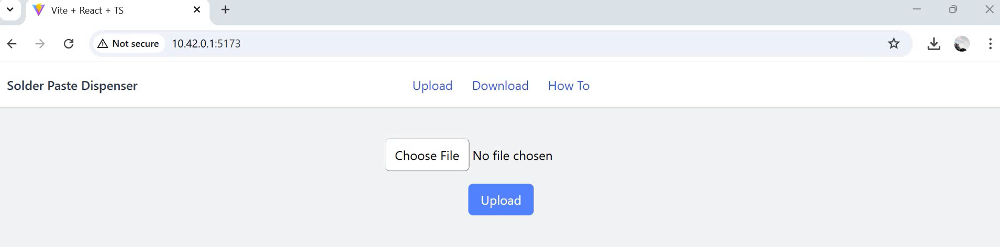 Vite + React + TS
Not secure 10.42.0.1:5173
Solder Paste Dispenser Upload Download How To
Choose File No file chosen
Upload